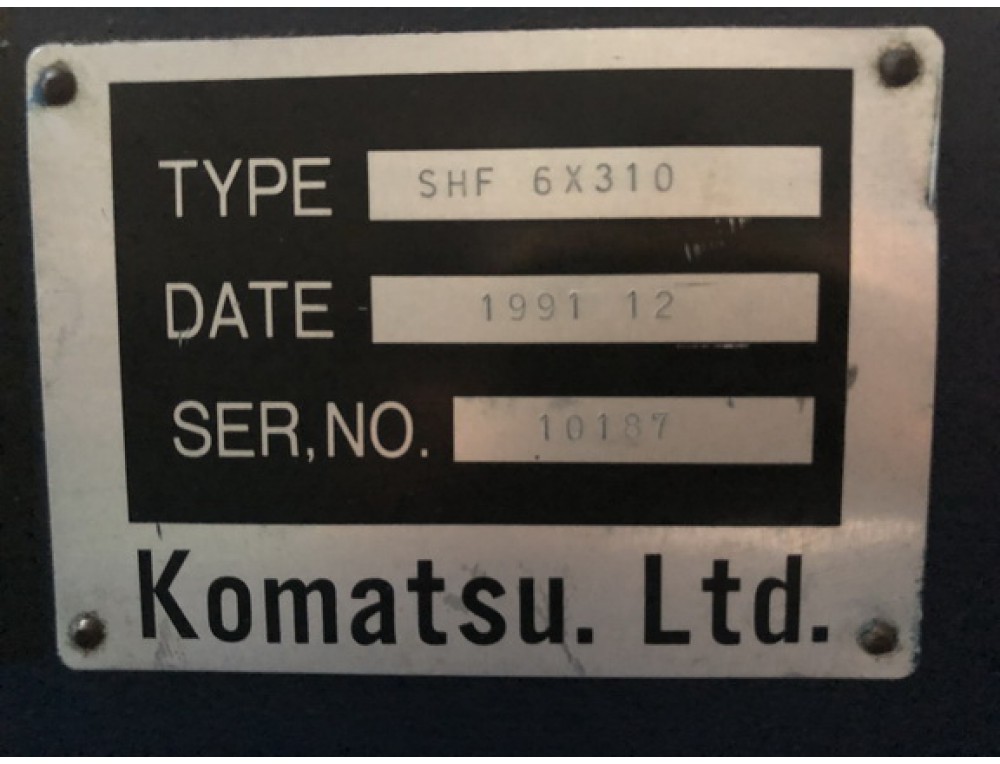 TYPE SHF 6X310
DATE 1991 12
SER,NO. 10187
Komatsu. Ltd.